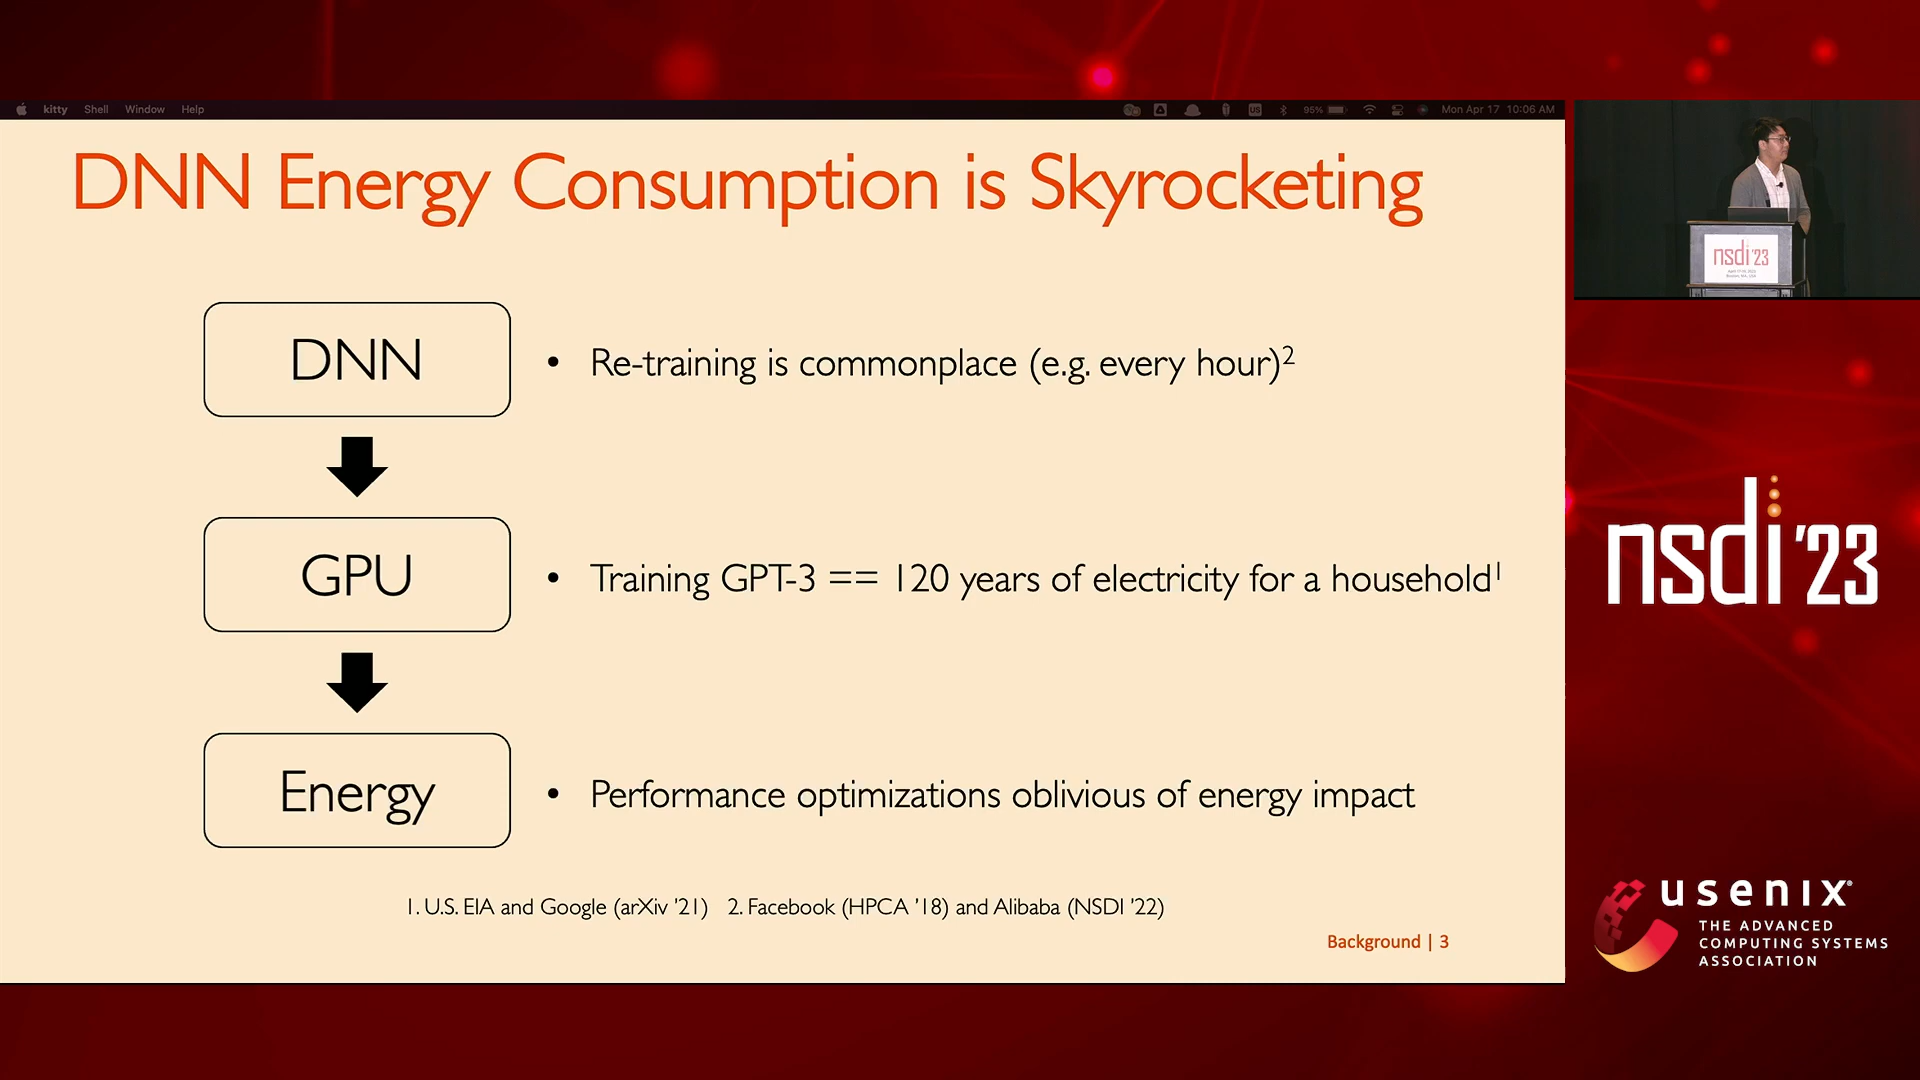 kitty Shell Window Help
95% Mon Apr 17 10:06 AM
DNN Energy Consumption is Skyrocketing
DNN
• Re-training is commonplace (e.g. every hour)²
GPU
• Training GPT-3 == 120 years of electricity for a household¹
Energy
• Performance optimizations oblivious of energy impact
1. U.S. EIA and Google (arXiv '21) 2. Facebook (HPCA '18) and Alibaba (NSDI '22)
Background | 3
nsdi '23
nsdi '23
usenix®
THE ADVANCED
COMPUTING SYSTEMS
ASSOCIATION